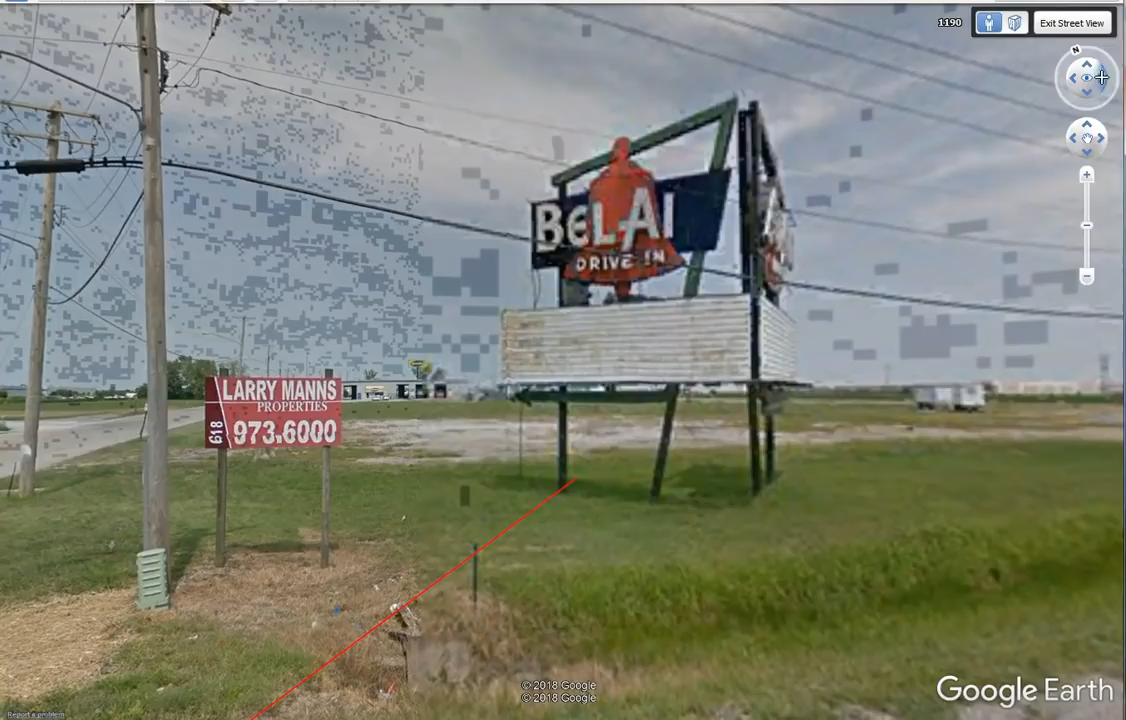 1190
Exit Street View
N
BEL-AI
DRIVE-IN
LARRY MANNS
PROPERTIES
618 973.6000
© 2018 Google
© 2018 Google
Google Earth
Report a problem